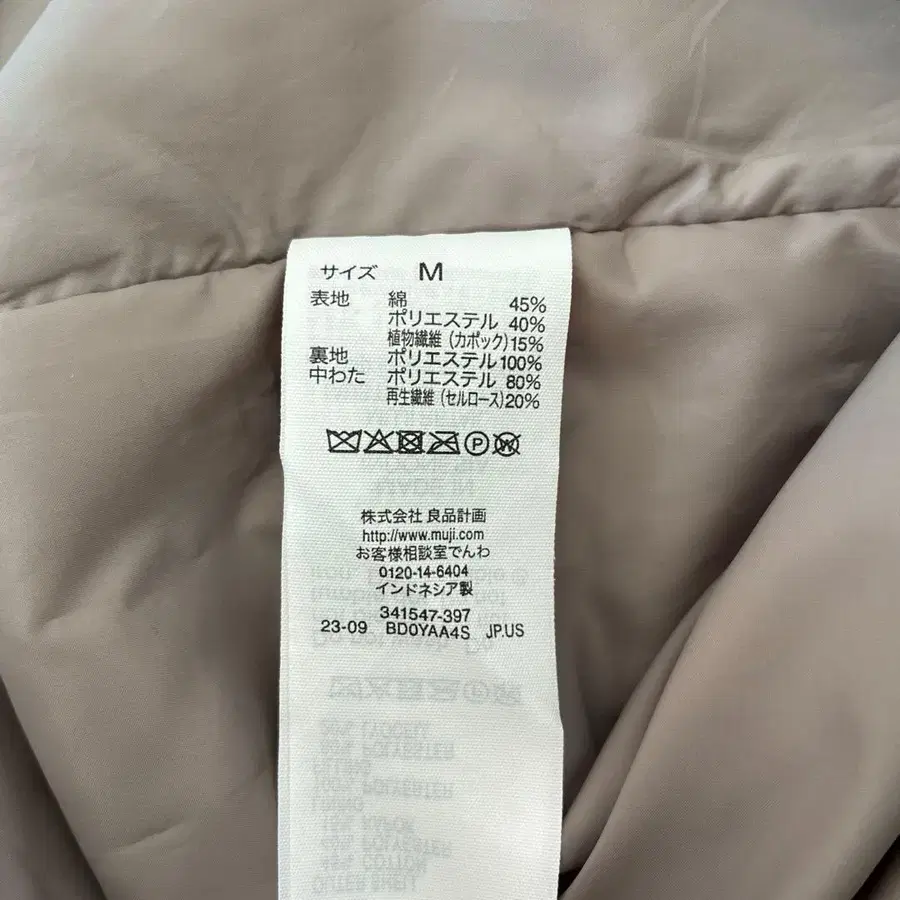 サイズ M
表地 綿 45%
ポリエステル 40%
植物繊維 (カポック) 15%
裏地 ポリエステル 100%
中わた ポリエステル 80%
再生繊維 (セルロース) 20%
株式会社 良品計画
http://www.muji.com
お客様相談室でんわ
0120-14-6404
インドネシア製
341547-397
23-09 BD0YAA4S JP.US